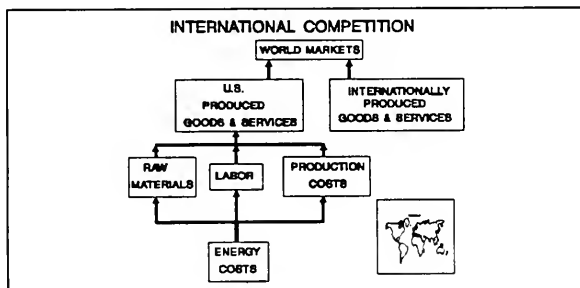 INTERNATIONAL COMPETITION
WORLD MARKETS
U.S.
PRODUCED
GOODS & SERVICES
INTERNATIONALLY
PRODUCED
GOODS & SERVICES
RAW
MATERIALS
LABOR
PRODUCTION
COSTS
ENERGY
COSTS